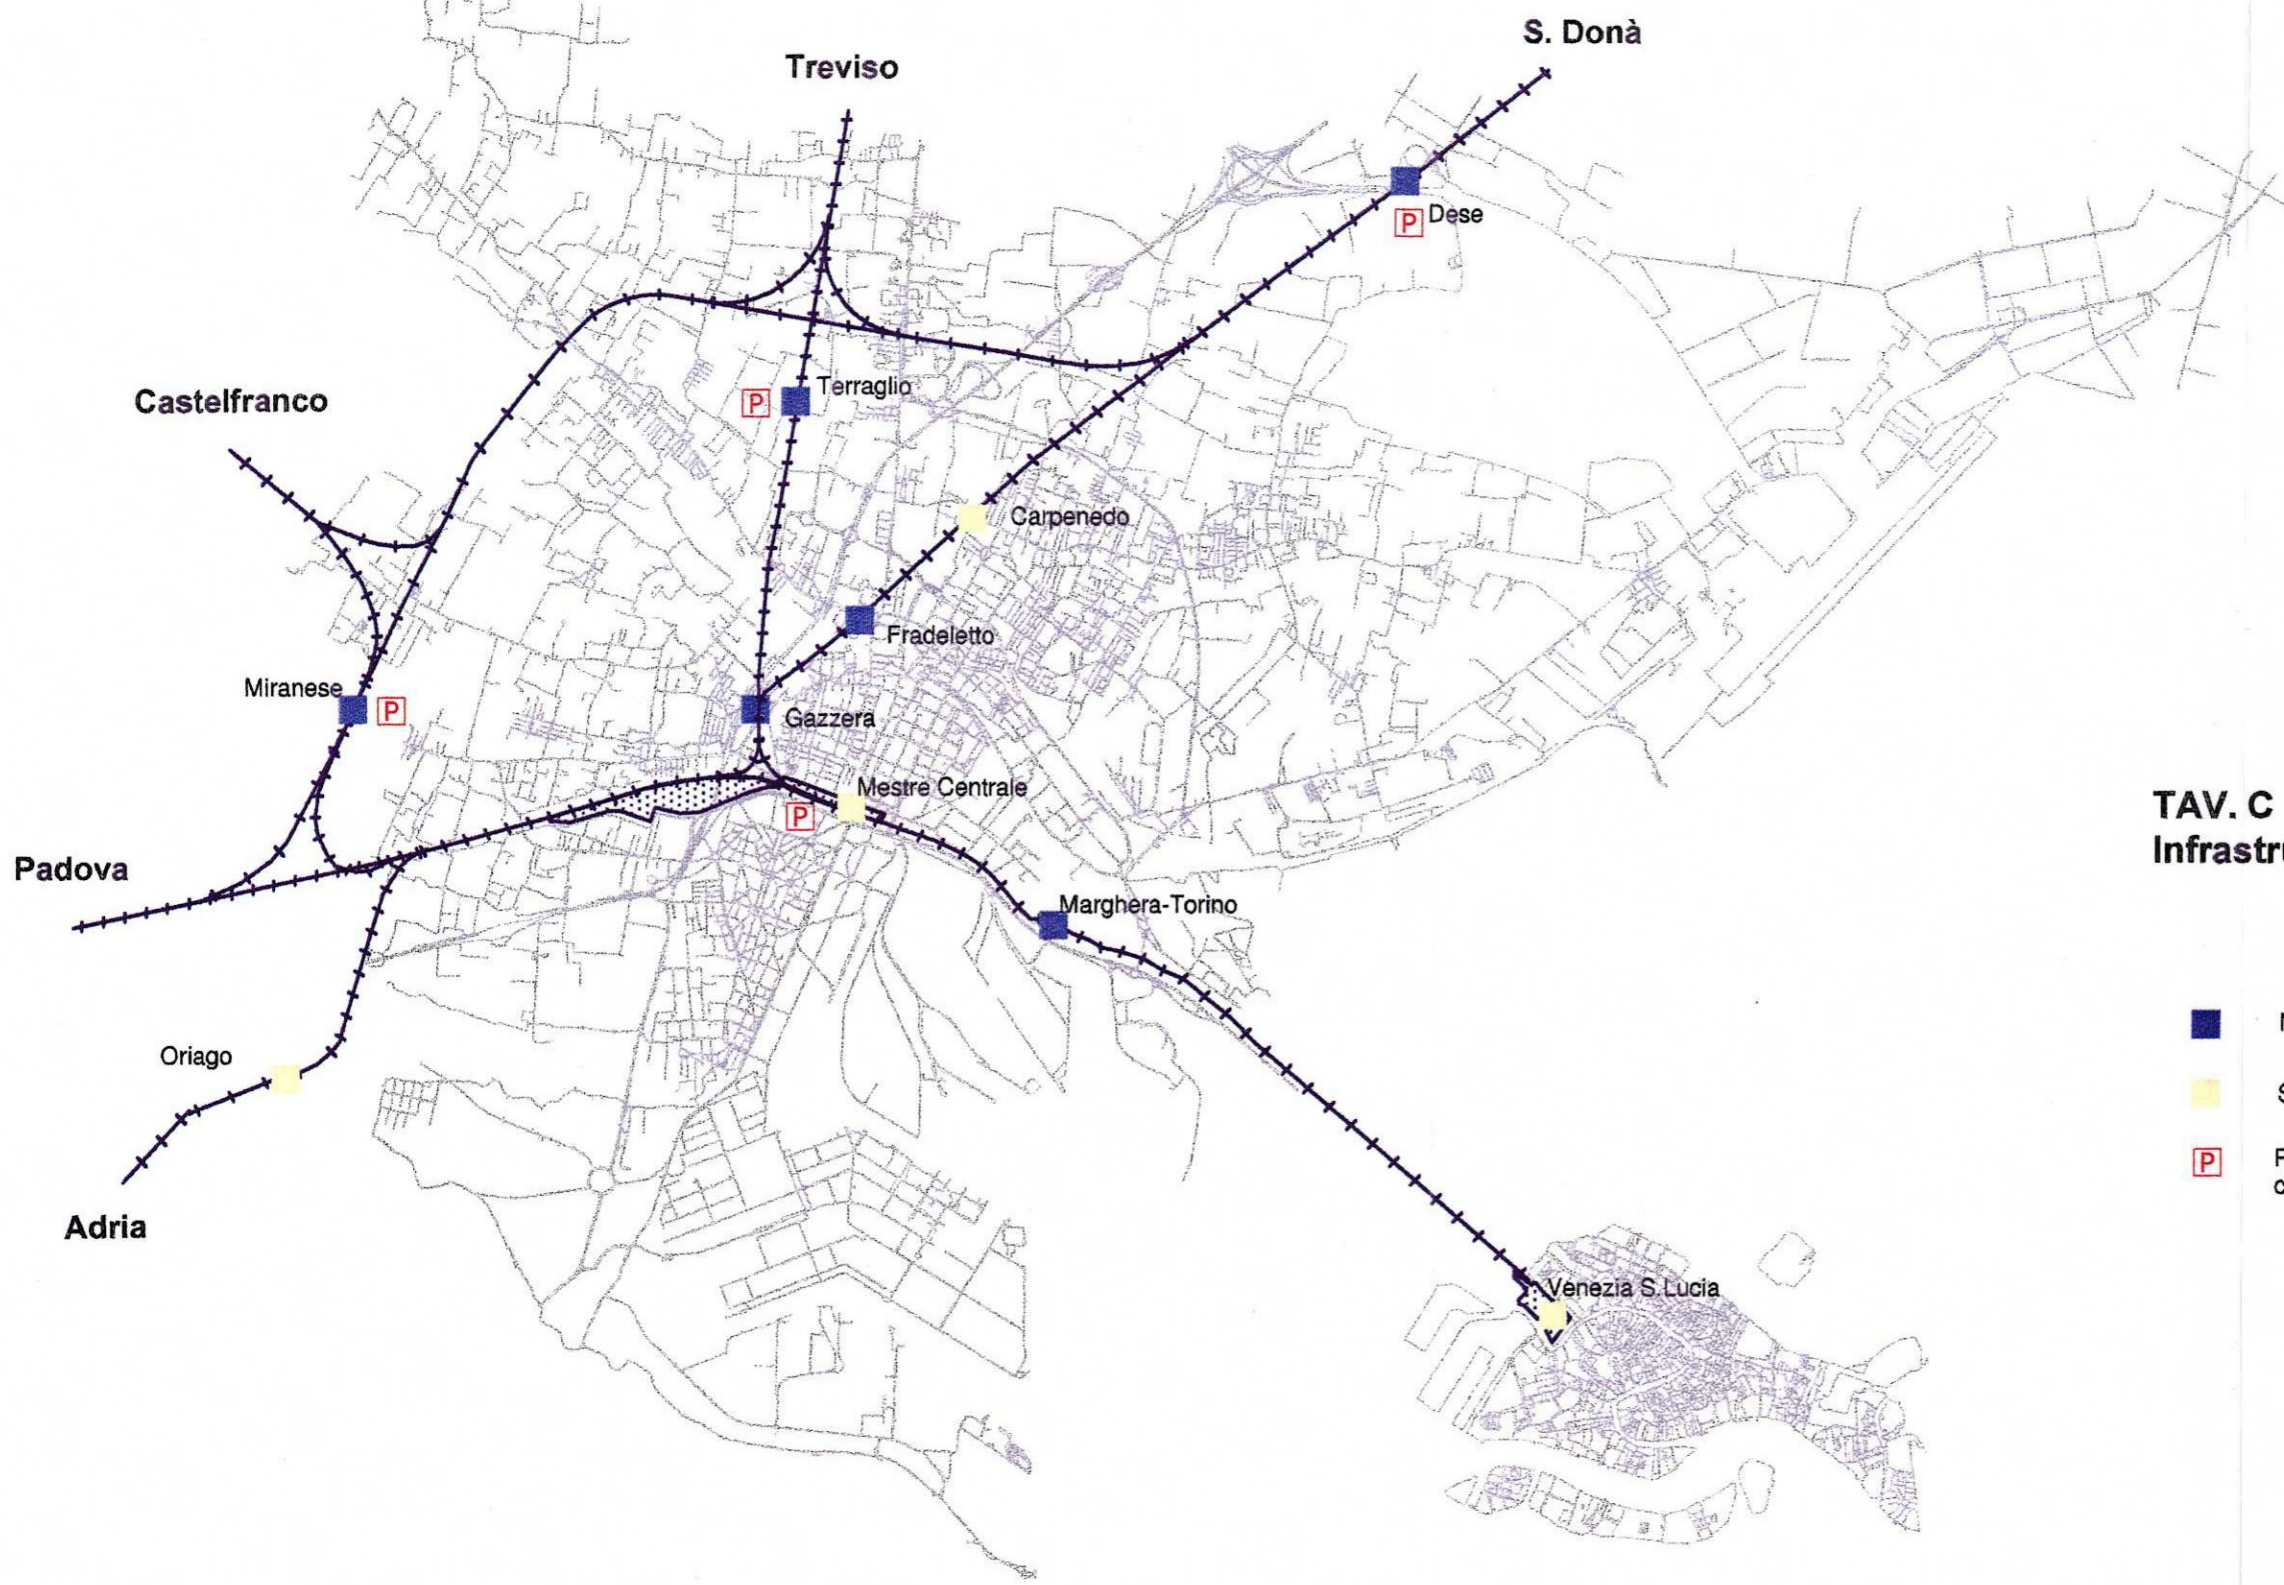 S. Donà
Treviso
P Dese
P Terraglio
Castelfranco
Carpenedo
Fradeletto
Miranese
P
Gazzera
Mestre Centrale
P
TAV. C
Padova
Marghera-Torino
Oriago
P
Adria
Venezia S.Lucia